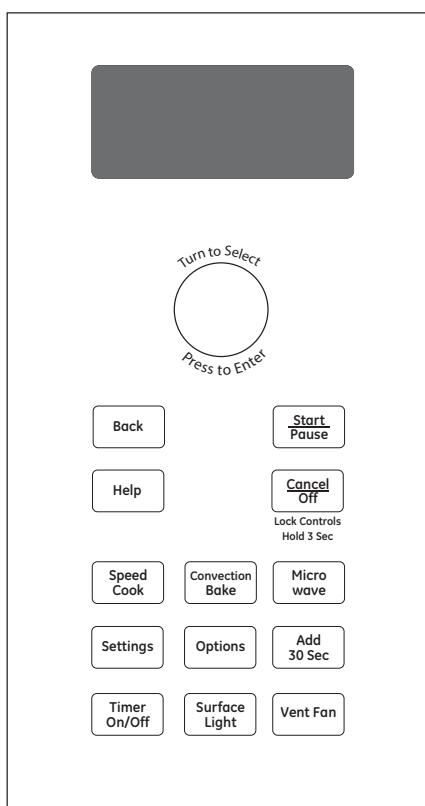 Turn to Select
Press to Enter
Back
Start
Pause
Help
Cancel
Off
Lock Controls
Hold 3 Sec
Speed
Cook
Convection
Bake
Micro
wave
Settings
Options
Add
30 Sec
Timer
On/Off
Surface
Light
Vent Fan